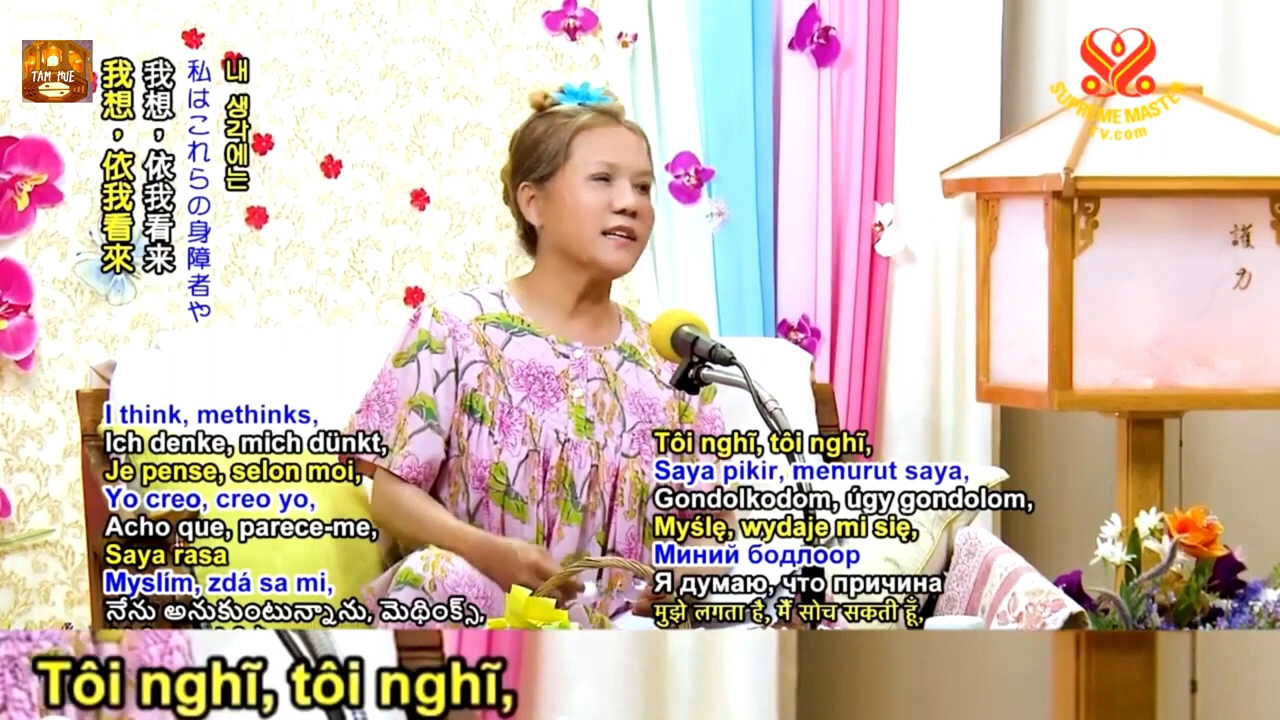 TAM HUE
我想，依我看來
我想，依我看来
私はこれらの身障者や
내 생각에는
SUPREME MASTER
TV.com
護力
I think, methinks,
Ich denke, mich dünkt,
Je pense, selon moi,
Yo creo, creo yo,
Acho que, parece-me,
Saya rasa
Myslím, zdá sa mi,
నేను అనుకుంటున్నాను, మెథింక్స్,
Tôi nghĩ, tôi nghĩ,
Saya pikir, menurut saya,
Gondolkodom, úgy gondolom,
Myślę, wydaje mi się,
Миний бодлоор
Я думаю, что причина
मुझे लगता है, मैं सोच सकती हूँ,
Tôi nghĩ, tôi nghĩ,